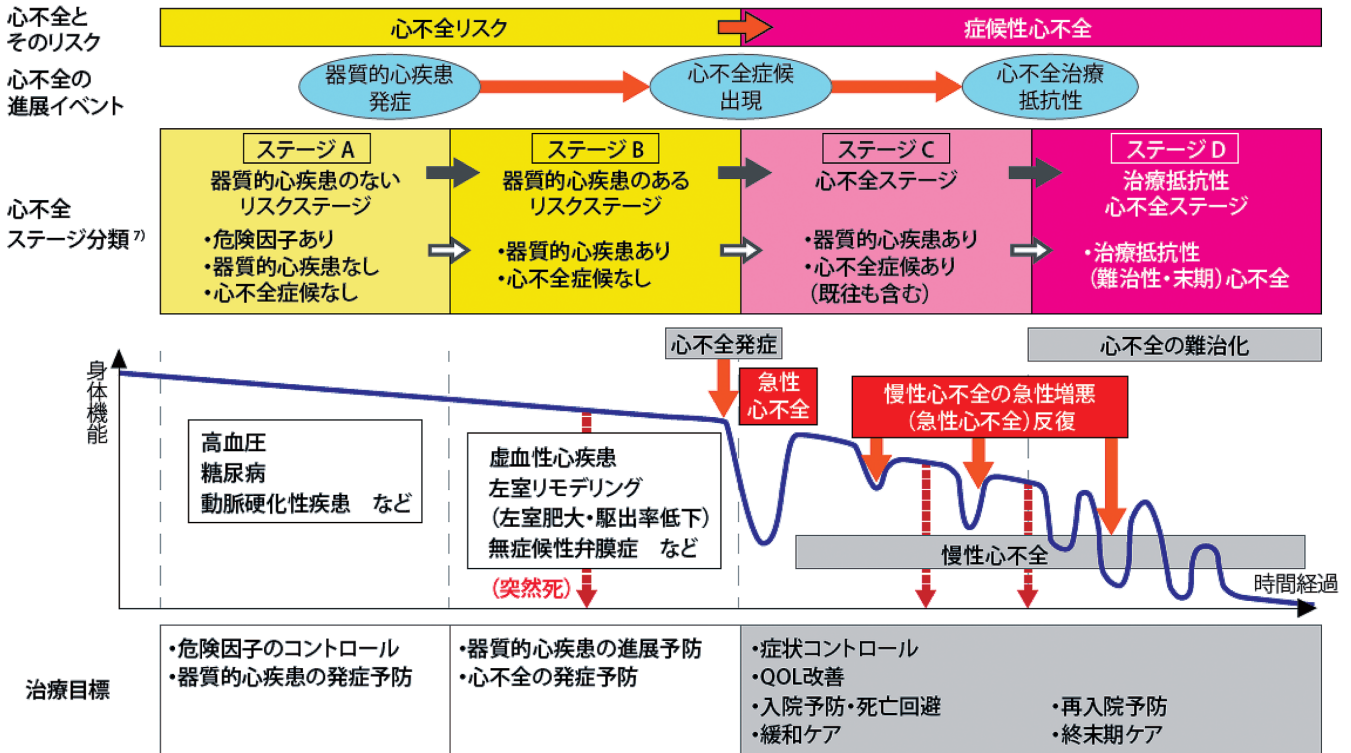 心不全と
そのリスク
心不全リスク
症候性心不全
心不全の
進展イベント
器質的心疾患
発症
心不全症候
出現
心不全治療
抵抗性
心不全
ステージ分類7)
ステージA
器質的心疾患のない
リスクステージ
・危険因子あり
・器質的心疾患なし
・心不全症候なし
ステージB
器質的心疾患のある
リスクステージ
・器質的心疾患あり
・心不全症候なし
ステージC
心不全ステージ
・器質的心疾患あり
・心不全症候あり
(既往も含む)
ステージD
治療抵抗性
心不全ステージ
・治療抵抗性
(難治性・末期)心不全
心不全発症
心不全の難治化
身体機能
急性
心不全
慢性心不全の急性増悪
(急性心不全)反復
高血圧
糖尿病
動脈硬化性疾患 など
虚血性心疾患
左室リモデリング
(左室肥大・駆出率低下)
無症候性弁膜症 など
(突然死)
慢性心不全
時間経過
治療目標
・危険因子のコントロール
・器質的心疾患の発症予防
・器質的心疾患の進展予防
・心不全の発症予防
・症状コントロール
・QOL改善
・入院予防・死亡回避
・緩和ケア
・再入院予防
・終末期ケア